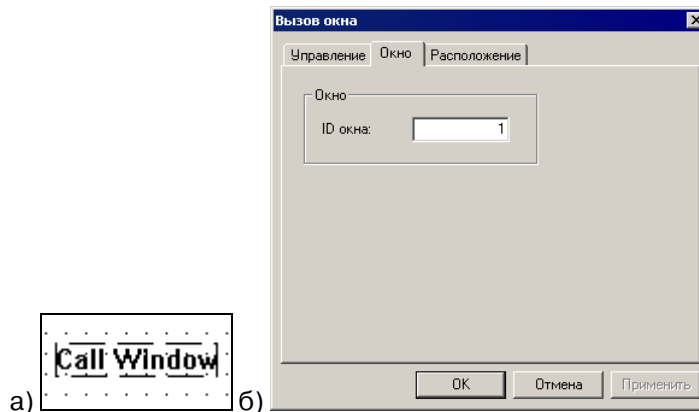 Вызов окна
Управление Окно Расположение
Окно
ID окна: 1
Call Window
а) б)
OK Отмена Применить